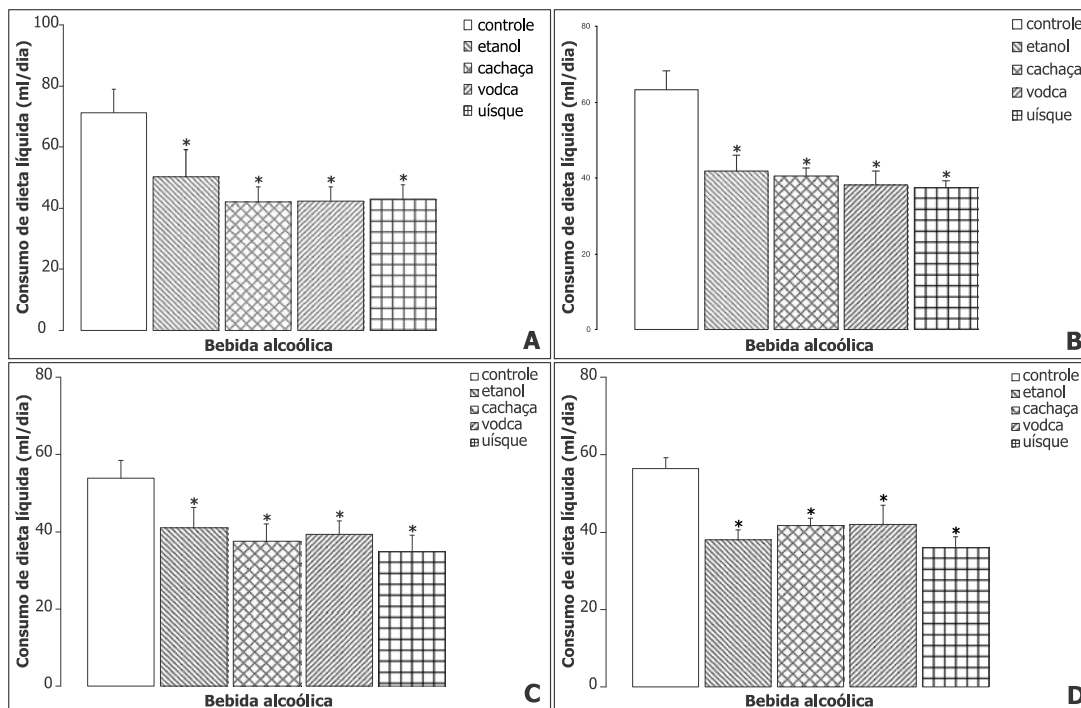 100
80
60
40
20
0
Consumo de dieta líquida (ml/dia)
controle
etanol
cachaça
vodca
uísque
* * * *
Bebida alcoólica
A
80
60
40
60
80
Consumo de dieta líquida (ml/dia)
controle
etanol
cachaça
vodca
uísque
* * * *
Bebida alcoólica
B
80
60
40
20
0
Consumo de dieta líquida (ml/dia)
controle
etanol
cachaça
vodca
uísque
* * * *
Bebida alcoólica
C
80
60
40
20
0
Consumo de dieta líquida (ml/dia)
controle
etanol
cachaça
vodca
uísque
* * * *
Bebida alcoólica
D